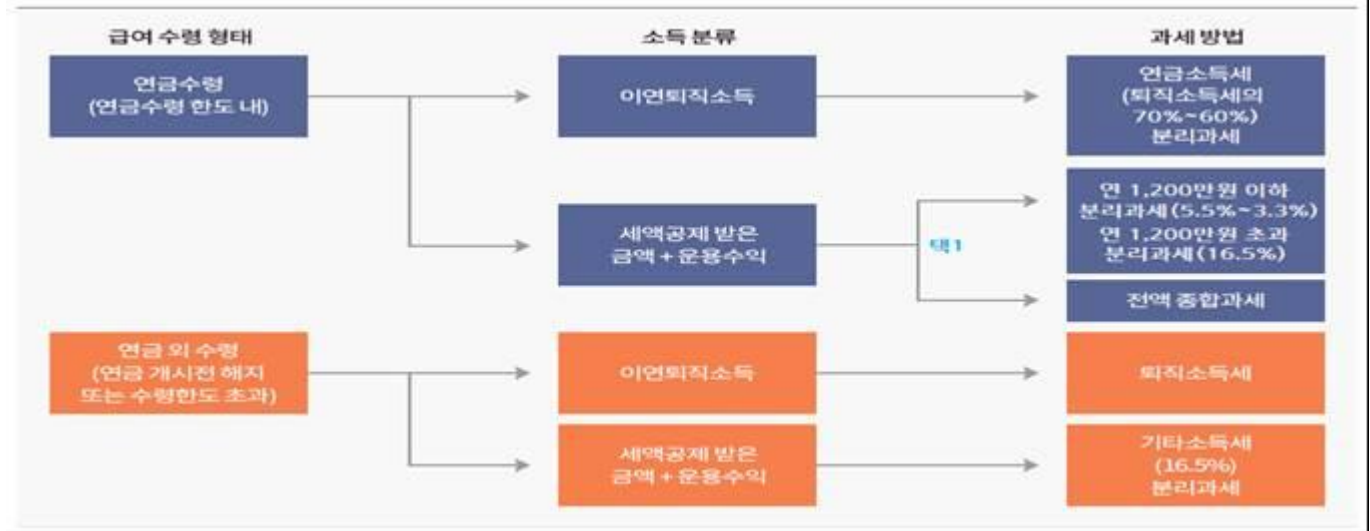 급여 수령 형태
소득 분류
과세 방법
연금수령
(연금수령 한도 내)
이연퇴직소득
연금소득세
(퇴직소득세의
70%~60%)
분리과세
세액공제 받은
금액 + 운용수익
택1
연 1,200만원 이하
분리과세(5.5%~3.3%)
연 1,200만원 초과
분리과세(16.5%)
전액 종합과세
연금 외 수령
(연금 개시전 해지
또는 수령한도 초과)
이연퇴직소득
퇴직소득세
세액공제 받은
금액 + 운용수익
기타소득세
(16.5%)
분리과세